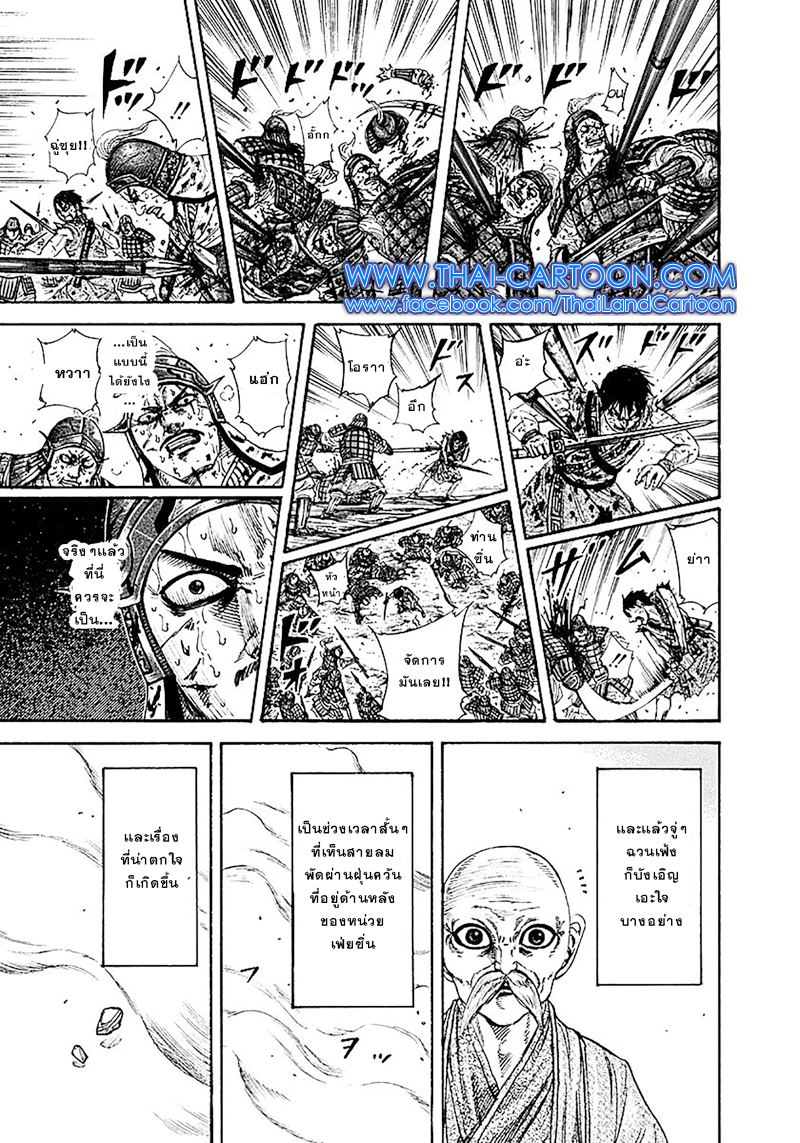 อั๊กก
ฉู่ซุย!!
WWW.THAI-CARTOON.COM
www.facebook.com/ThaiLandCartoon
อ่ะ
โอราา
อึก
แฮ่ก
...เป็น
แบบนี้
ได้ยังไง
...
หวาา
ย่าา
ท่าน
ซิ่น
หัว
หน้า
จัดการ
มันเลย!!
จริงๆแล้ว
ที่นี่
ควรจะ
เป็น...
และแล้วจู่ๆ
ฉวนเฟ้ง
ก็บังเอิญ
เอะใจ
บางอย่าง
เป็นช่วงเวลาสั้นๆ
ที่เห็นสายลม
พัดผ่านฝุ่นควัน
ที่อยู่ด้านหลัง
ของหน่วย
เฟยซิ่น
และเรื่อง
ที่น่าตกใจ
ก็เกิดขึ้น